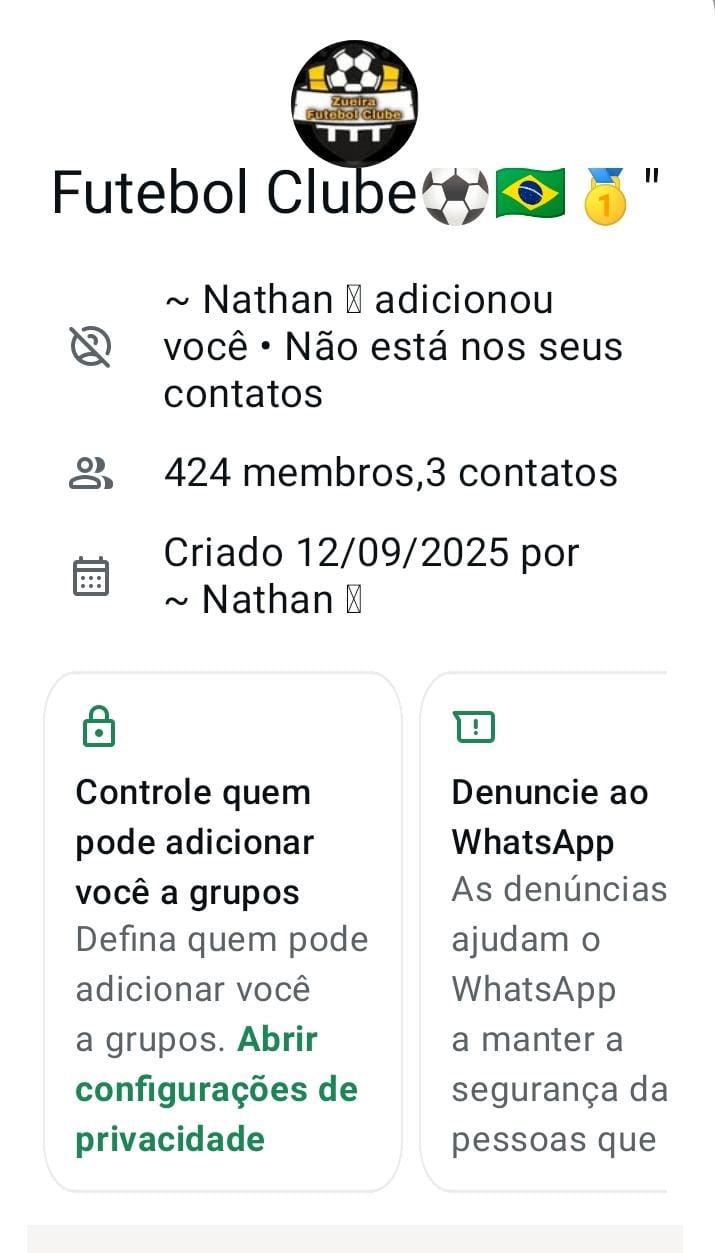 Zueira
Futebol Clube
Futebol Clube⚽🇧🇷🥇"
~ Nathan  adicionou
você • Não está nos seus
contatos
424 membros,3 contatos
Criado 12/09/2025 por
~ Nathan
Controle quem
pode adicionar
você a grupos
Defina quem pode
adicionar você
a grupos. Abrir
configurações de
privacidade
Denuncie ao
WhatsApp
As denúncias
ajudam o
WhatsApp
a manter a
segurança da
pessoas que